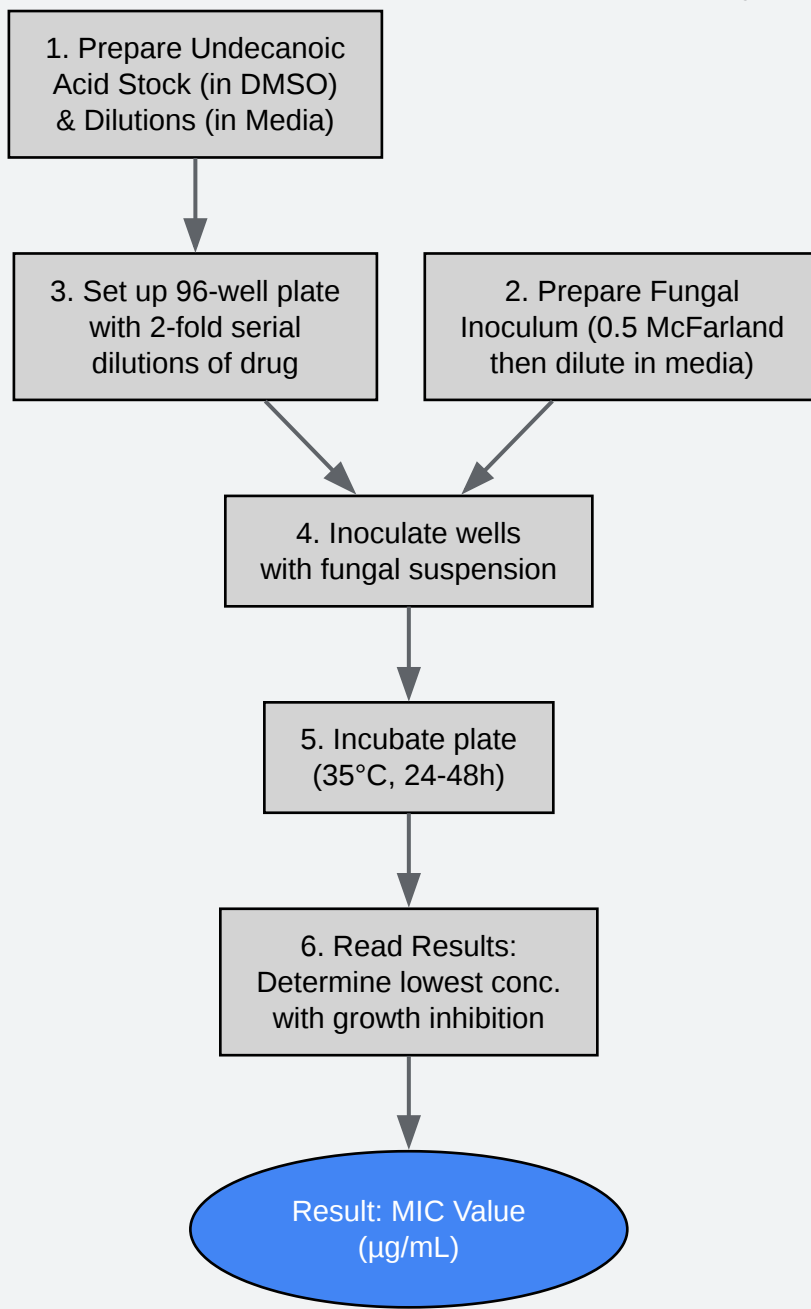 1. Prepare Undecanoic
Acid Stock (in DMSO)
& Dilutions (in Media)
3. Set up 96-well plate
with 2-fold serial
dilutions of drug
2. Prepare Fungal
Inoculum (0.5 McFarland
then dilute in media)
4. Inoculate wells
with fungal suspension
5. Incubate plate
(35°C, 24-48h)
6. Read Results:
Determine lowest conc.
with growth inhibition
Result: MIC Value
(µg/mL)